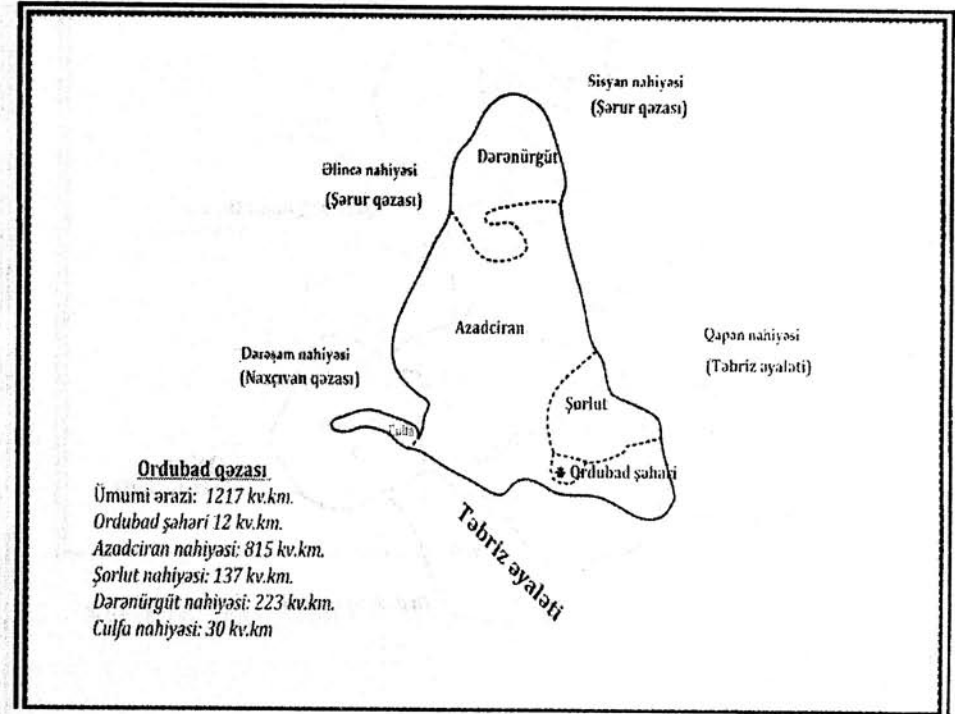 Sisyan nahiyəsi
(Şərur qəzası)
Dərənürgüt
Əlincə nahiyəsi
(Şərur qəzası)
Azadciran
Qapan nahiyəsi
(Təbriz əyaləti)
Dərəşam nahiyəsi
(Naxçıvan qəzası)
Şorlut
Culfa
Ordubad şəhəri
Ordubad qəzası
Ümumi ərazi: 1217 kv.km.
Ordubad şəhəri 12 kv.km.
Azadciran nahiyəsi: 815 kv.km.
Şorlut nahiyəsi: 137 kv.km.
Dərənürgüt nahiyəsi: 223 kv.km.
Culfa nahiyəsi: 30 kv.km
Təbriz əyaləti